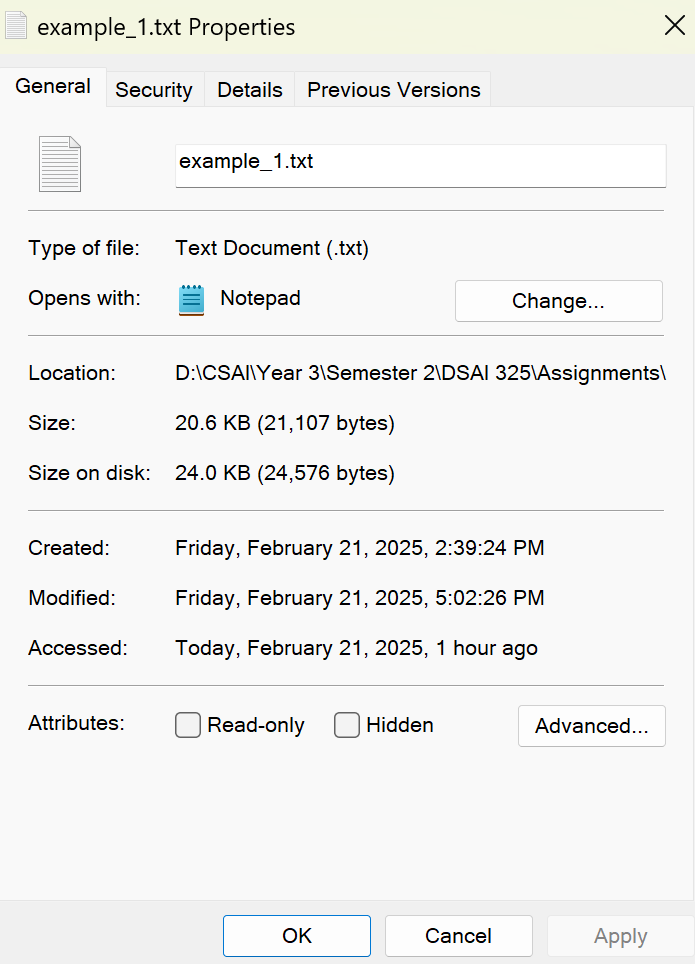 example_1.txt Properties
General Security Details Previous Versions
example_1.txt
Type of file: Text Document (.txt)
Opens with: Notepad Change...
Location: D:\CSAI\Year 3\Semester 2\DSAI 325\Assignments\
Size: 20.6 KB (21,107 bytes)
Size on disk: 24.0 KB (24,576 bytes)
Created: Friday, February 21, 2025, 2:39:24 PM
Modified: Friday, February 21, 2025, 5:02:26 PM
Accessed: Today, February 21, 2025, 1 hour ago
Attributes: Read-only Hidden Advanced...
OK Cancel Apply